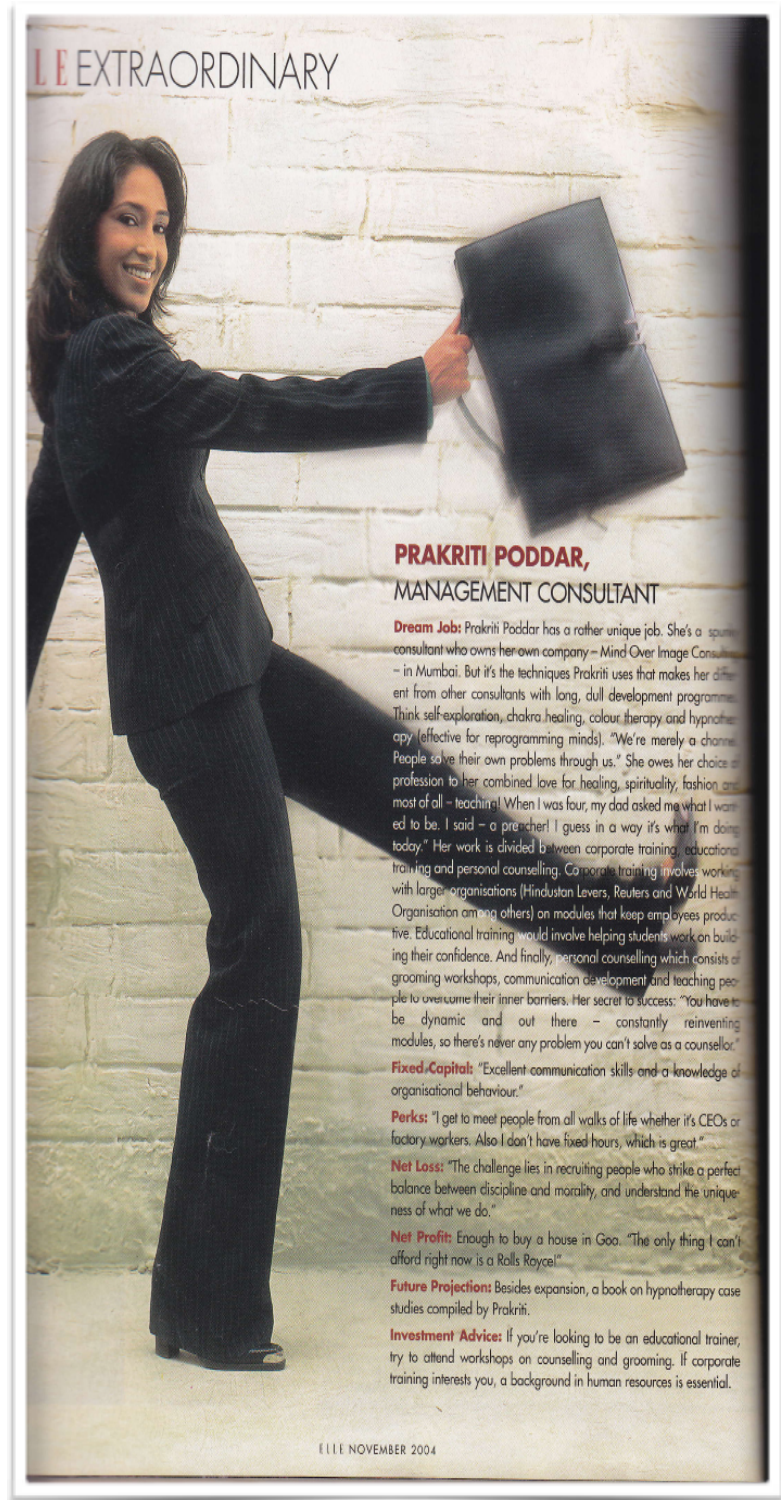 LE EXTRAORDINARY
PRAKRITI PODDAR,
MANAGEMENT CONSULTANT
Dream Job: Prakriti Poddar has a rather unique job. She's a
consultant who owns her own company – Mind Over Image
– in Mumbai. But it's the techniques Prakriti uses that makes her differ-
ent from other consultants with long, dull development programmes.
Think self-exploration, chakra healing, colour therapy and hypnother-
apy (effective for reprogramming minds). "We're merely a channel.
People solve their own problems through us." She owes her choice of
profession to her combined love for healing, spirituality, fashion and
most of all – teaching! When I was four, my dad asked me what I want-
ed to be. I said – a preacher! I guess in a way it's what I'm doing
today." Her work is divided between corporate training, educational
training and personal counselling. Corporate training involves working
with larger organisations (Hindustan Levers, Reuters and World Health
Organisation among others) on modules that keep employees produc-
tive. Educational training would involve helping students work on build-
ing their confidence. And finally, personal counselling which consists of
grooming workshops, communication development and teaching peo-
ple to overcome their inner barriers. Her secret to success: "You have to
be dynamic and out there – constantly reinventing
modules, so there's never any problem you can't solve as a counsellor."
Fixed Capital: "Excellent communication skills and a knowledge of
organisational behaviour."
Perks: "I get to meet people from all walks of life whether it's CEOs or
factory workers. Also I don't have fixed hours, which is great."
Net Loss: "The challenge lies in recruiting people who strike a perfect
balance between discipline and morality, and understand the unique-
ness of what we do."
Net Profit: Enough to buy a house in Goa. "The only thing I can't
afford right now is a Rolls Royce!"
Future Projection: Besides expansion, a book on hypnotherapy case
studies compiled by Prakriti.
Investment Advice: If you're looking to be an educational trainer,
try to attend workshops on counselling and grooming. If corporate
training interests you, a background in human resources is essential.
ELLE NOVEMBER 2004